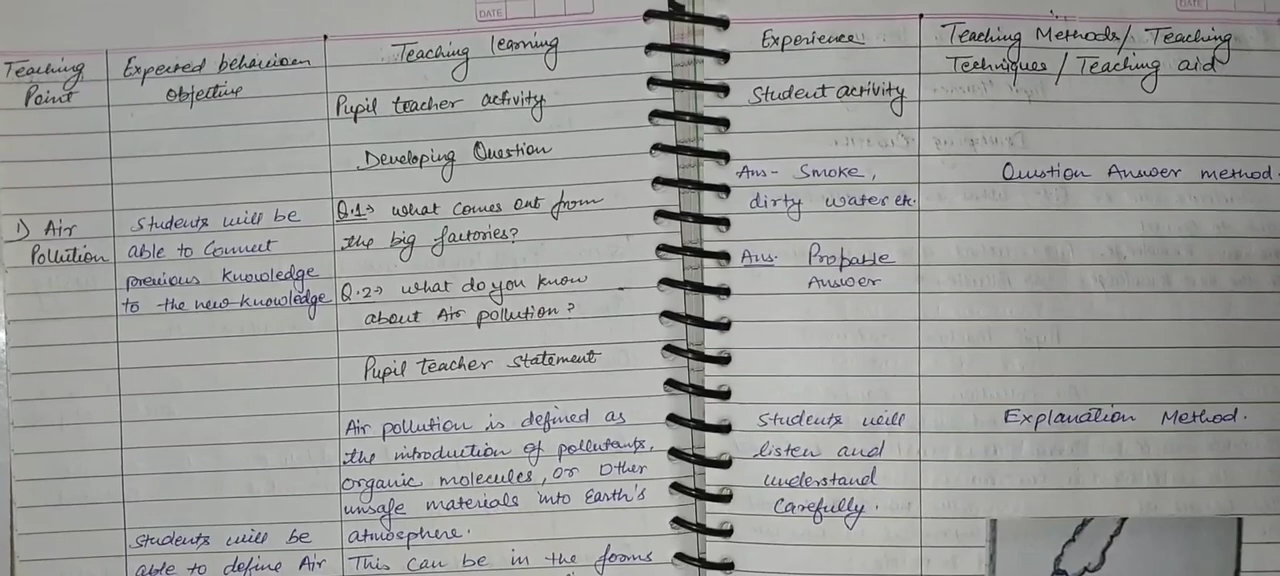 DATE
DATE
Teaching Point
Expected behaviour objective
Teaching learning
Experience
Teaching Methods/ Teaching
Techniques / Teaching aid
Pupil teacher activity
Student activity
Developing Question
1) Air
Pollution
Students will be
able to connect
previous knowledge
to the new knowledge
Q.1→ what comes out from
the big factories?
Q.2→ what do you know
about Air pollution?
Ans- Smoke,
dirty water etc.
Ans. Propable
Answer
Question Answer method.
Pupil teacher statement
Air pollution is defined as
the introduction of pollutants,
organic molecules, or other
unsafe materials into Earth's
atmosphere.
This can be in the forms
Students will be
able to define Air
Students will
listen and
understand
Carefully.
Explanation Method.